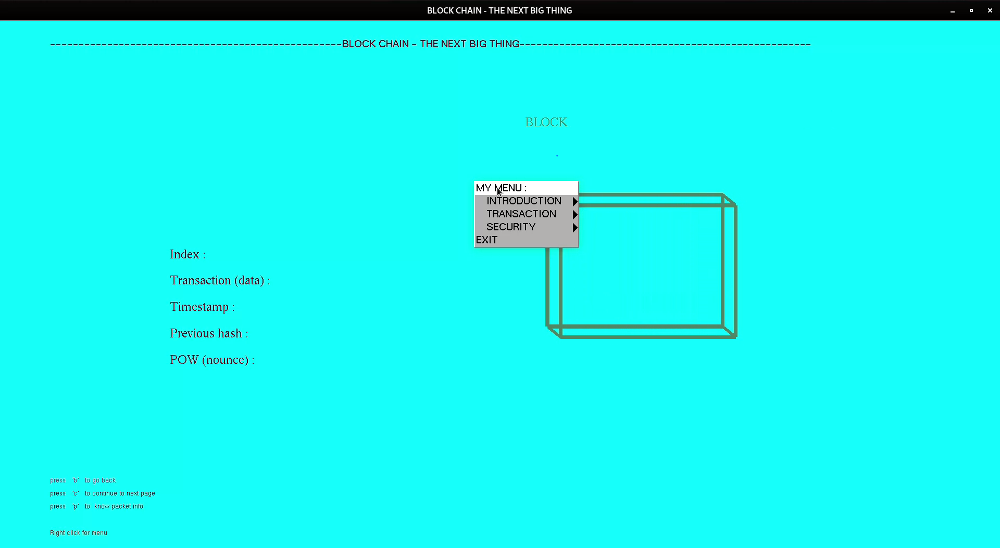 BLOCK CHAIN - THE NEXT BIG THING
---------------------------------------------------BLOCK CHAIN - THE NEXT BIG THING---------------------------------------------------
BLOCK
MY MENU :
INTRODUCTION
TRANSACTION
SECURITY
EXIT
Index :
Transaction (data) :
Timestamp :
Previous hash :
POW (nounce) :
press 'b' to go back
press 'c' to continue to next page
press 'p' to know packet info
Right click for menu